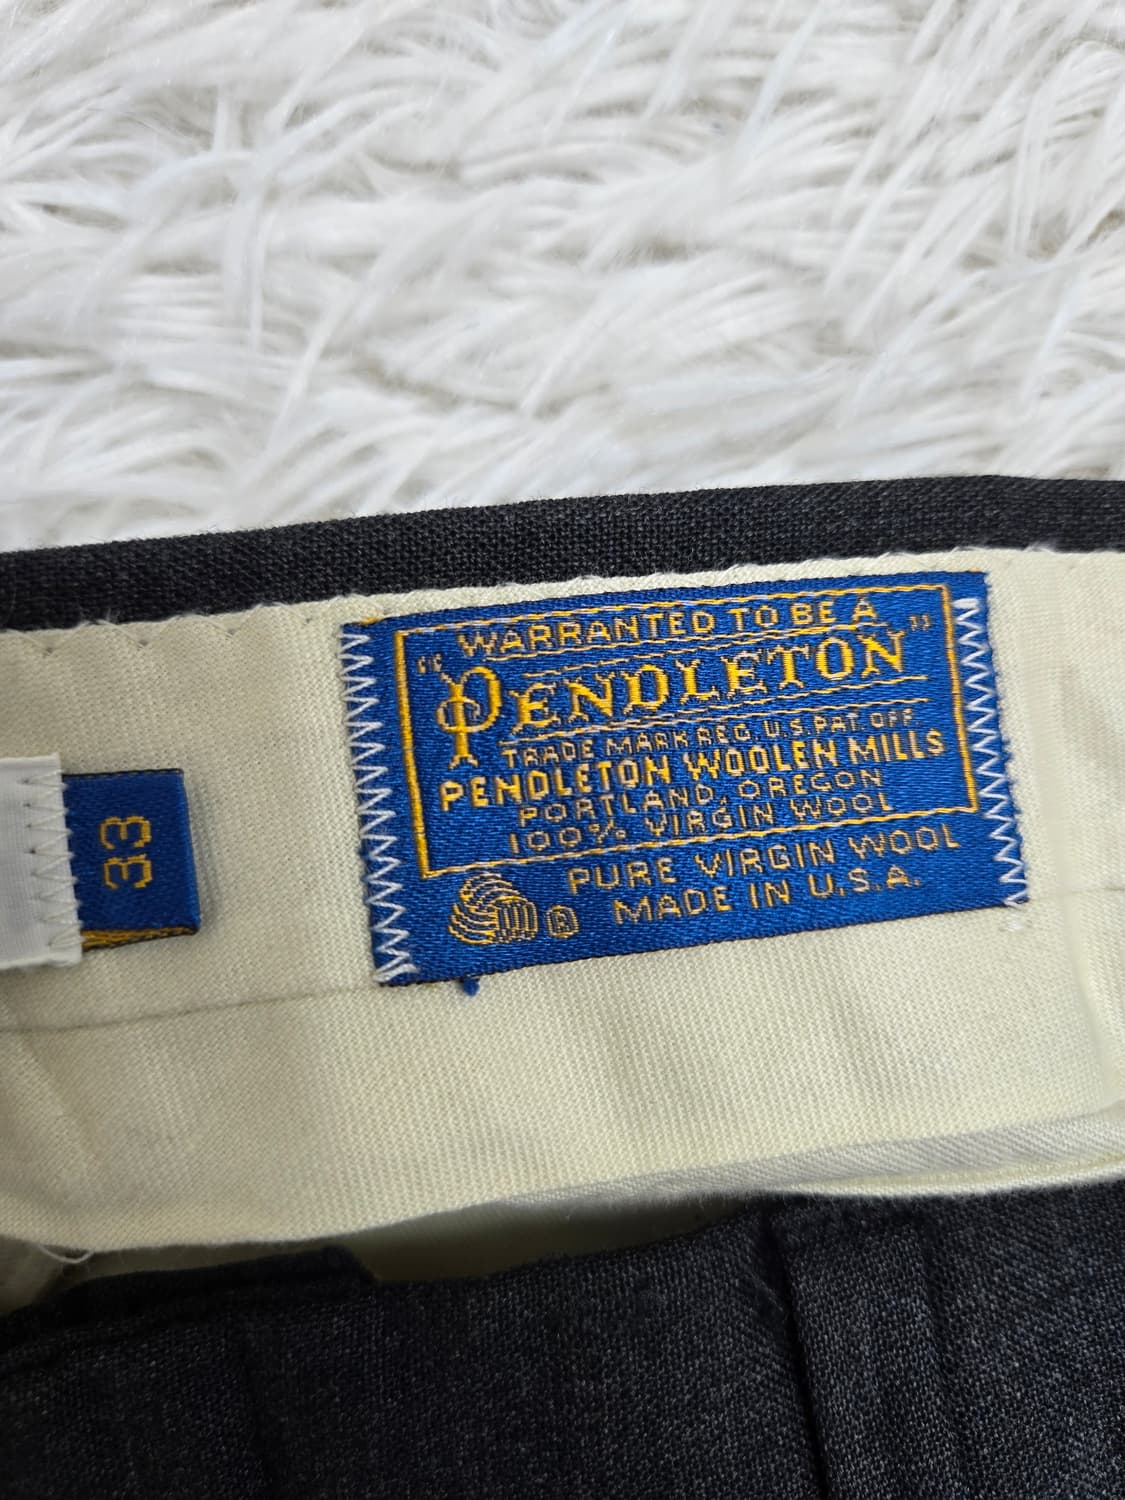 WARRANTED TO BE A
"PENDLETON"
TRADE MARK REG. U.S. PAT. OFF.
PENDLETON WOOLEN MILLS
PORTLAND, OREGON
100% VIRGIN WOOL
PURE VIRGIN WOOL
® MADE IN U.S.A.
33